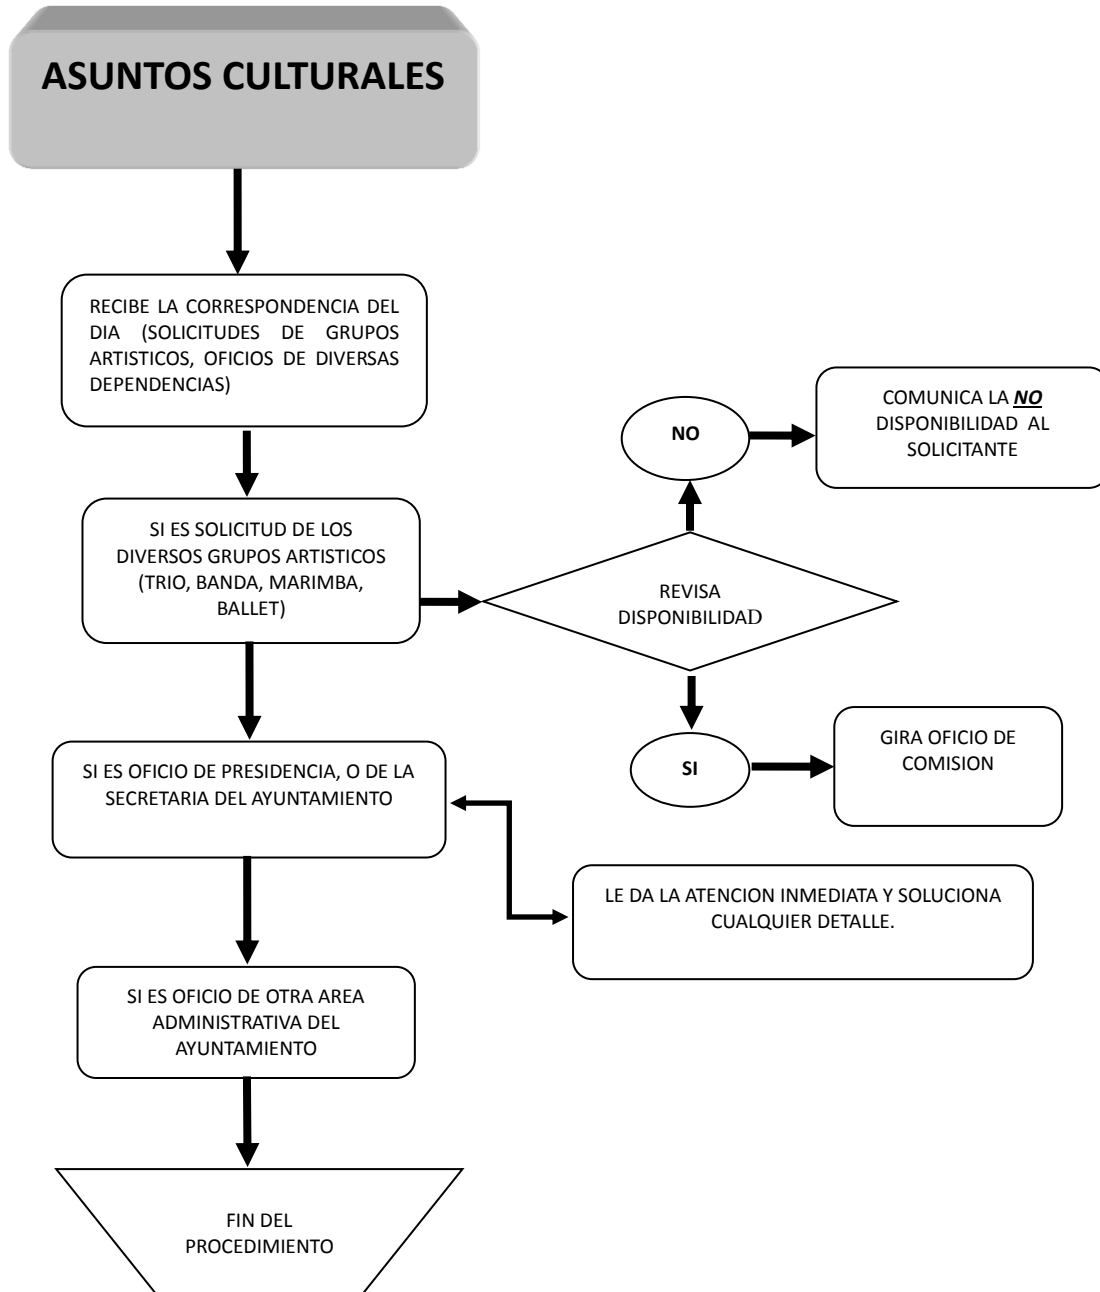 ASUNTOS CULTURALES
RECIBE LA CORRESPONDENCIA DEL
DIA (SOLICITUDES DE GRUPOS
ARTISTICOS, OFICIOS DE DIVERSAS
DEPENDENCIAS)
SI ES SOLICITUD DE LOS
DIVERSOS GRUPOS ARTISTICOS
(TRIO, BANDA, MARIMBA,
BALLET)
REVISA
DISPONIBILIDAD
NO
COMUNICA LA NO
DISPONIBILIDAD AL
SOLICITANTE
SI
GIRA OFICIO DE
COMISION
SI ES OFICIO DE PRESIDENCIA, O DE LA
SECRETARIA DEL AYUNTAMIENTO
LE DA LA ATENCION INMEDIATA Y SOLUCIONA
CUALQUIER DETALLE.
SI ES OFICIO DE OTRA AREA
ADMINISTRATIVA DEL
AYUNTAMIENTO
FIN DEL
PROCEDIMIENTO